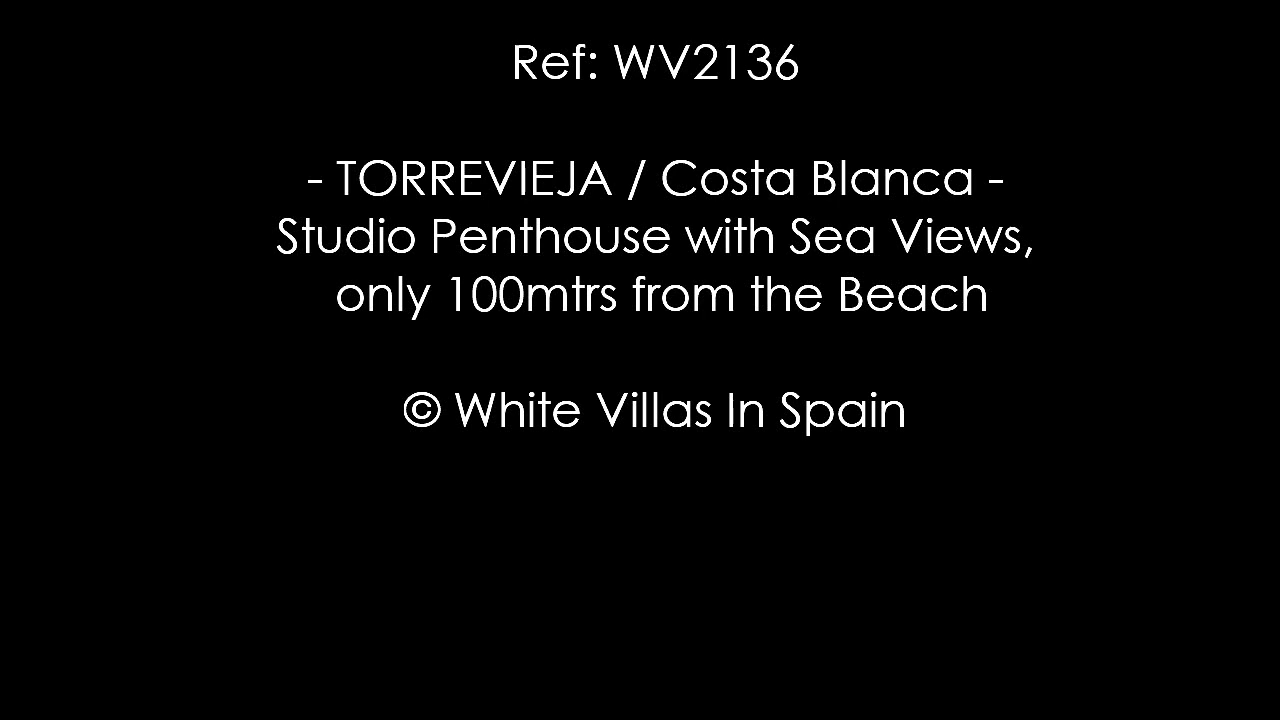 Ref: WV2136
- TORREVIEJA / Costa Blanca -
Studio Penthouse with Sea Views,
only 100mtrs from the Beach
© White Villas In Spain